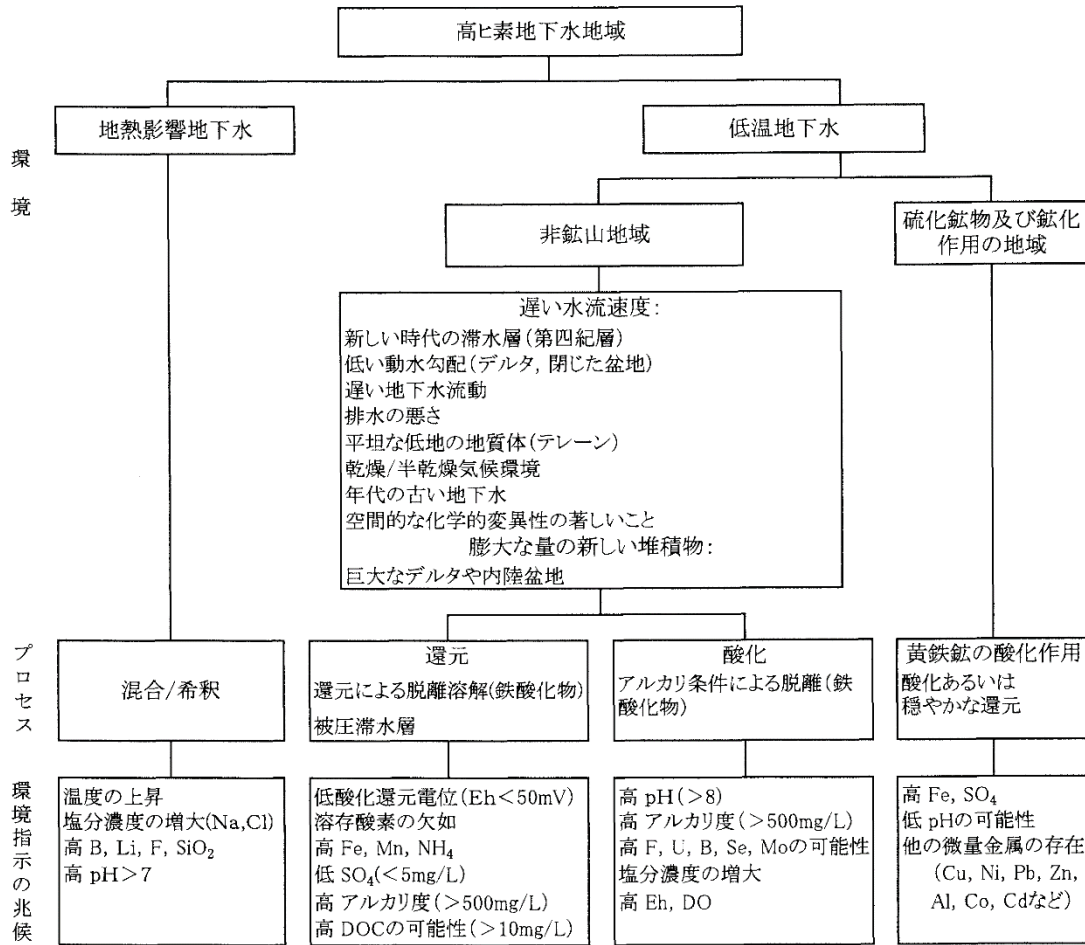 高ヒ素地下水地域
地熱影響地下水
低温地下水
環境
非鉱山地域
硫化鉱物及び鉱化
作用の地域
遅い水流速度:
新しい時代の滞水層(第四紀層)
低い動水勾配(デルタ, 閉じた盆地)
遅い地下水流動
排水の悪さ
平坦な低地の地質体(テレーン)
乾燥/半乾燥気候環境
年代の古い地下水
空間的な化学的変異性の著しいこと
膨大な量の新しい堆積物:
巨大なデルタや内陸盆地
プロセス
混合/希釈
還元
還元による脱離溶解(鉄酸化物)
被圧滞水層
酸化
アルカリ条件による脱離(鉄
酸化物)
黄鉄鉱の酸化作用
酸化あるいは
穏やかな還元
環境指示の兆候
温度の上昇
塩分濃度の増大(Na,Cl)
高 B, Li, F, SiO₂
高 pH>7
低酸化還元電位(Eh<50mV)
溶存酸素の欠如
高 Fe, Mn, NH₄
低 SO₄(<5mg/L)
高 アルカリ度(>500mg/L)
高 DOCの可能性(>10mg/L)
高 pH(>8)
高 アルカリ度(>500mg/L)
高 F, U, B, Se, Moの可能性
塩分濃度の増大
高 Eh, DO
高 Fe, SO₄
低 pHの可能性
他の微量金属の存在
(Cu, Ni, Pb, Zn,
Al, Co, Cdなど)